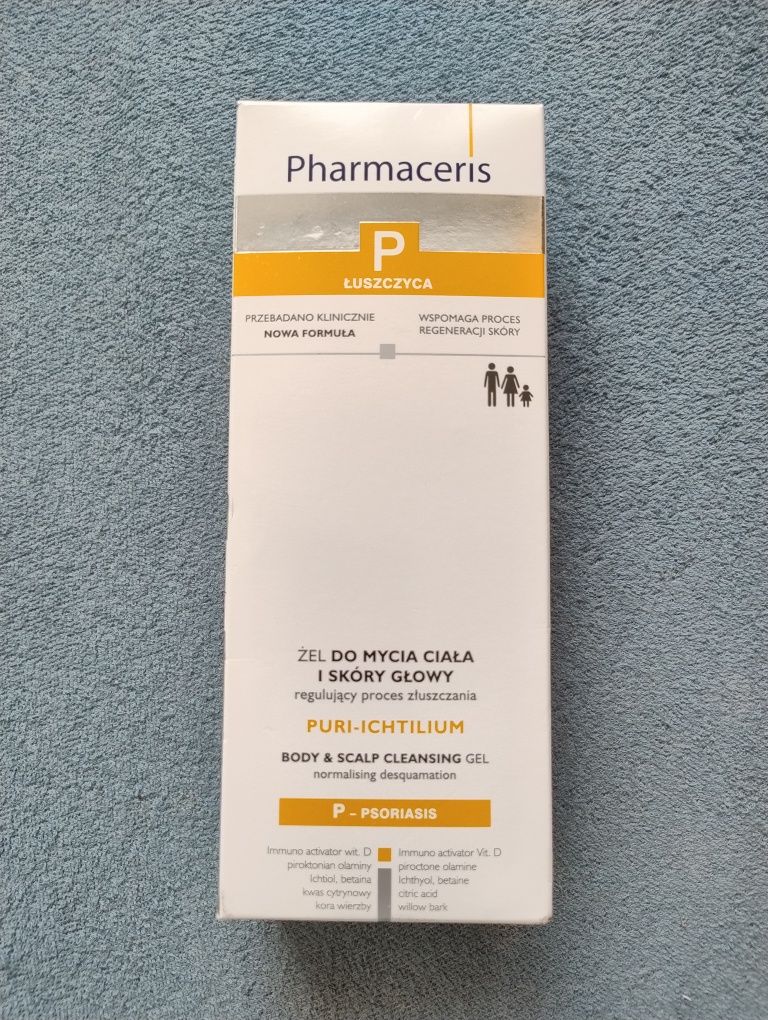 Pharmaceris
P
ŁUSZCZYCA
PRZEBADANO KLINICZNIE
NOWA FORMUŁA
WSPOMAGA PROCES
REGENERACJI SKÓRY
ŻEL DO MYCIA CIAŁA
I SKÓRY GŁOWY
regulujący proces złuszczania
PURI-ICHTILIUM
BODY & SCALP CLEANSING GEL
normalising desquamation
P - PSORIASIS
Immuno activator wit. D
piroktonian olaminy
Ichtiol, betaina
kwas cytrynowy
kora wierzby
Immuno activator Vit. D
piroctone olamine
Ichthyol, betaine
citric acid
willow bark